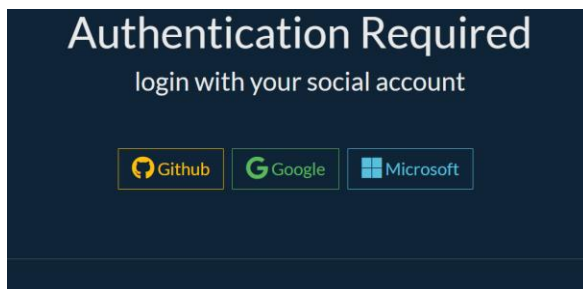 Authentication Required
login with your social account
Github Google Microsoft